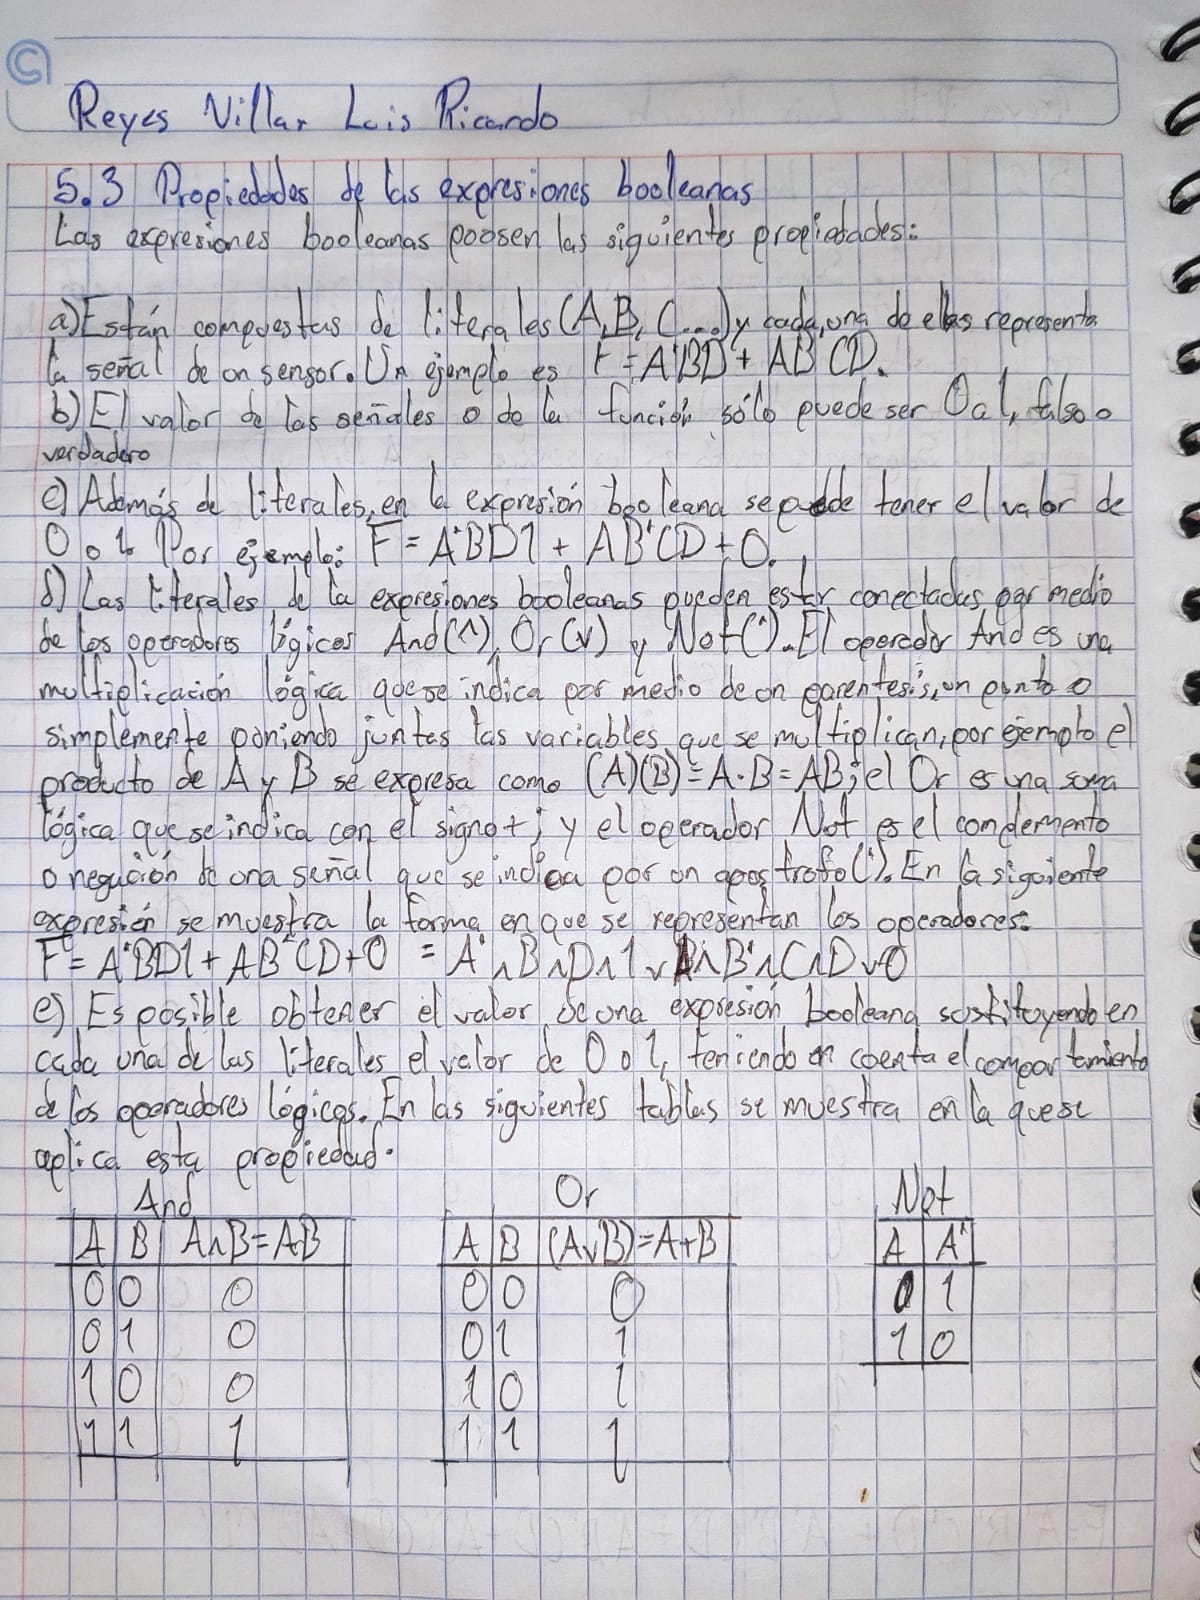 Reyes Villar Luis Ricardo
5.3 Propiedades de las expresiones booleanas
Las expresiones booleanas poosen las siguientes propiedades:
a) Están compuestas de literales (A, B, C....) y cada una de ellas representa
la señal de un sensor. Un ejemplo es F = A'BD + AB'CD.
b) El valor de las señales o de la función sólo puede ser 0 o 1, falso o
verdadero
c) Además de literales, en la expresión booleana se puede tener el valor de
0 o 1. Por ejemplo: F = A'BD1 + AB'CD + 0.
d) Las literales de la expresiones booleanas pueden estar conectadas por medio
de los operadores lógicos And (∧), Or (∨) y Not ('). El operador And es una
multiplicación lógica que se indica por medio de un parentesis, un punto o
simplemente poniendo juntas las variables que se multiplican, por ejemplo el
producto de A y B se expresa como (A)(B) = A·B = AB; el Or es una suma
lógica que se indica con el signo +; y el operador Not es el complemento
o negación de una señal que se indica por un apostrofo ('). En la siguiente
expresión se muestra la forma en que se representan los operadores:
F = A'BD1 + AB'CD + 0 = A'∧B∧D∧1∨A∧B'∧C∧D∨0
e) Es posible obtener el valor de una expresión booleana sustituyendo en
cada una de las literales el valor de 0 o 1, teniendo en cuenta el comportamiento
de los operadores lógicos. En las siguientes tablas se muestra en la que se
aplica esta propiedad.
And Or Not
A B A∧B=AB A B (A∨B)=A+B A A'
0 0 0 0 0 0 0 1
0 1 0 0 1 1 1 0
1 0 0 1 0 1
1 1 1 1 1 1